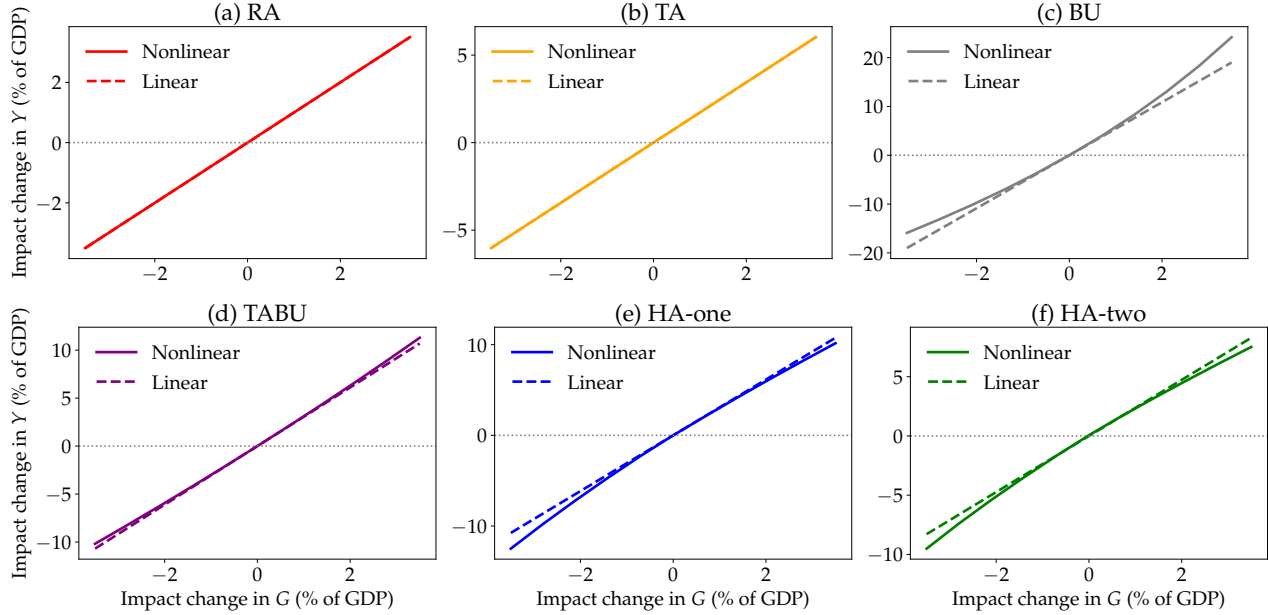 (a) RA
Impact change in Y (% of GDP)
Nonlinear
Linear
2
0
−2
−2
0
2
(b) TA
Nonlinear
Linear
5
0
−5
−2
0
2
(c) BU
Nonlinear
Linear
20
10
0
−10
−20
−2
0
2
(d) TABU
Impact change in Y (% of GDP)
Nonlinear
Linear
10
5
0
−5
−10
−2
0
2
Impact change in G (% of GDP)
(e) HA-one
Nonlinear
Linear
10
0
−10
−2
0
2
Impact change in G (% of GDP)
(f) HA-two
Nonlinear
Linear
5
0
−5
−10
−2
0
2
Impact change in G (% of GDP)